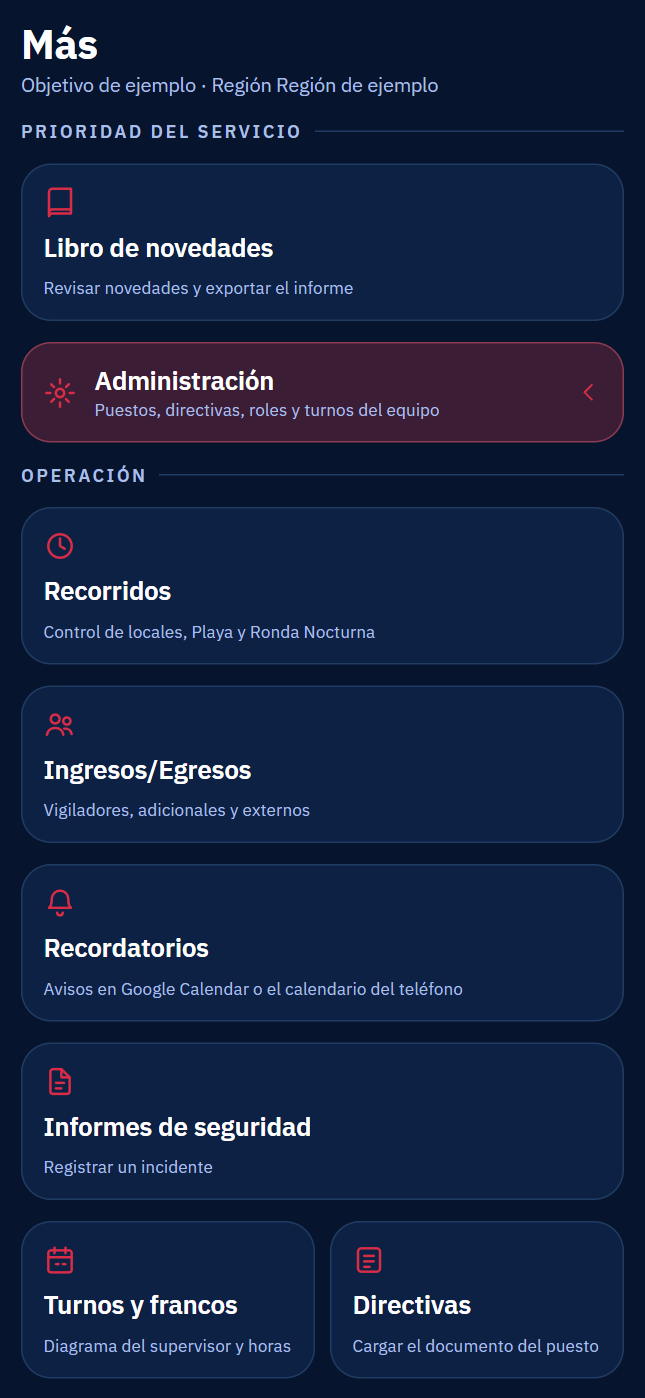 Más
Objetivo de ejemplo · Región Región de ejemplo
PRIORIDAD DEL SERVICIO
Libro de novedades
Revisar novedades y exportar el informe
Administración
Puestos, directivas, roles y turnos del equipo
OPERACIÓN
Recorridos
Control de locales, Playa y Ronda Nocturna
Ingresos/Egresos
Vigiladores, adicionales y externos
Recordatorios
Avisos en Google Calendar o el calendario del teléfono
Informes de seguridad
Registrar un incidente
Turnos y francos
Diagrama del supervisor y horas
Directivas
Cargar el documento del puesto